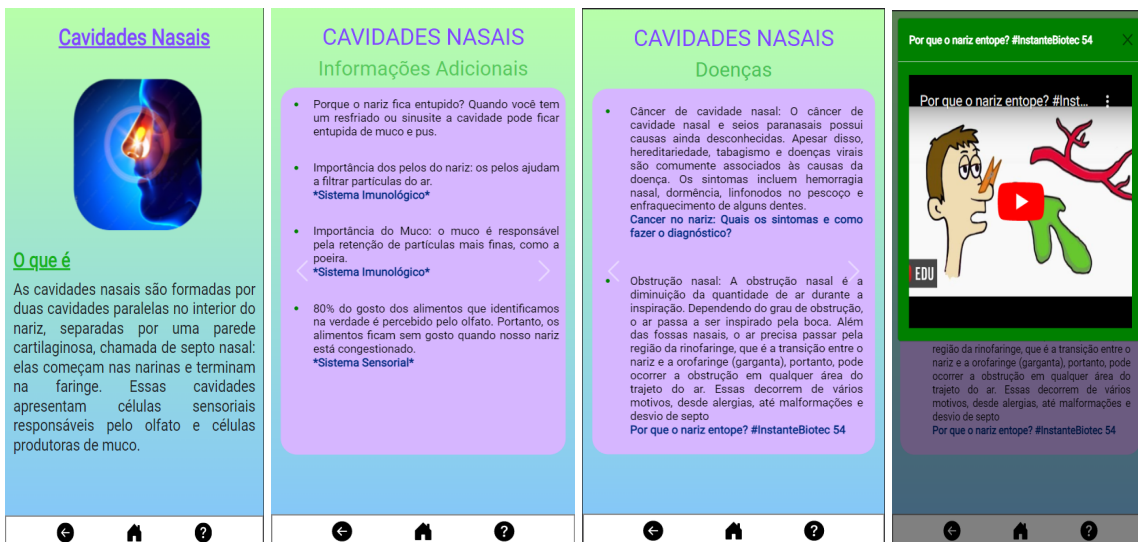 Cavidades Nasais
O que é
As cavidades nasais são formadas por
duas cavidades paralelas no interior do
nariz, separadas por uma parede
cartilaginosa, chamada de septo nasal:
elas começam nas narinas e terminam
na faringe. Essas cavidades
apresentam células sensoriais
responsáveis pelo olfato e células
produtoras de muco.
CAVIDADES NASAIS
Informações Adicionais
Porque o nariz fica entupido? Quando você tem
um resfriado ou sinusite a cavidade pode ficar
entupida de muco e pus.
Importância dos pelos do nariz: os pelos ajudam
a filtrar partículas do ar.
*Sistema Imunológico*
Importância do Muco: o muco é responsável
pela retenção de partículas mais finas, como a
poeira.
*Sistema Imunológico*
80% do gosto dos alimentos que identificamos
na verdade é percebido pelo olfato. Portanto, os
alimentos ficam sem gosto quando nosso nariz
está congestionado.
*Sistema Sensorial*
CAVIDADES NASAIS
Doenças
Câncer de cavidade nasal: O câncer de
cavidade nasal e seios paranasais possui
causas ainda desconhecidas. Apesar disso,
hereditariedade, tabagismo e doenças virais
são comumente associados às causas da
doença. Os sintomas incluem hemorragia
nasal, dormência, linfonodos no pescoço e
enfraquecimento de alguns dentes.
Cancer no nariz: Quais os sintomas e como
fazer o diagnóstico?
Obstrução nasal: A obstrução nasal é a
diminuição da quantidade de ar durante a
inspiração. Dependendo do grau de obstrução,
o ar passa a ser inspirado pela boca. Além
das fossas nasais, o ar precisa passar pela
região da rinofaringe, que é a transição entre o
nariz e a orofaringe (garganta), portanto, pode
ocorrer a obstrução em qualquer área do
trajeto do ar. Essas decorrem de vários
motivos, desde alergias, até malformações e
desvio de septo
Por que o nariz entope? #InstanteBiotec 54
Por que o nariz entope? #InstanteBiotec 54
Por que o nariz entope? #Inst...
EDU
região da rinofaringe, que é a transição entre o
nariz e a orofaringe (garganta), portanto, pode
ocorrer a obstrução em qualquer área do
trajeto do ar. Essas decorrem de vários
motivos, desde alergias, até malformações e
desvio de septo
Por que o nariz entope? #InstanteBiotec 54